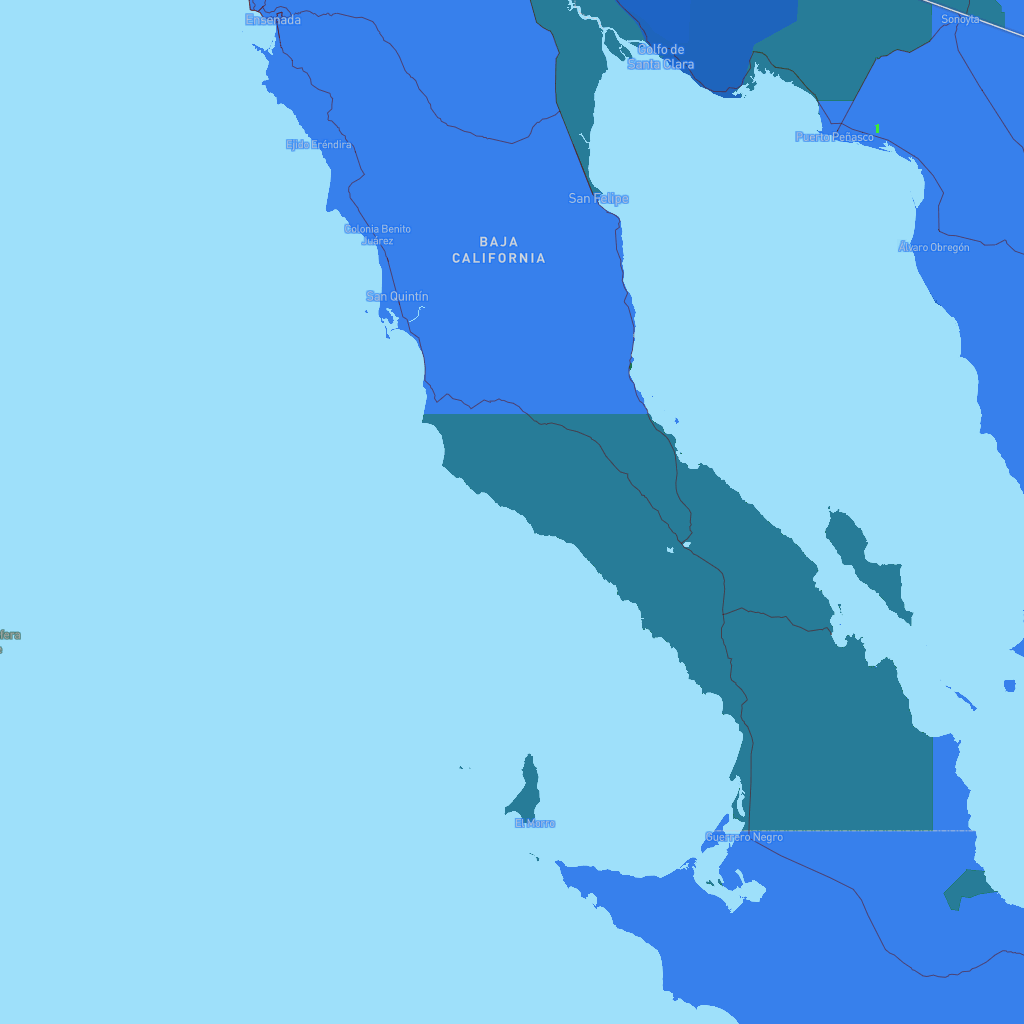 Ensenada
Sonoyta
Golfo de
Santa Clara
Puerto Peñasco
Ejido Eréndira
San Felipe
Colonia Benito
Juárez
BAJA
CALIFORNIA
Álvaro Obregón
San Quintín
El Morro
Guerrero Negro